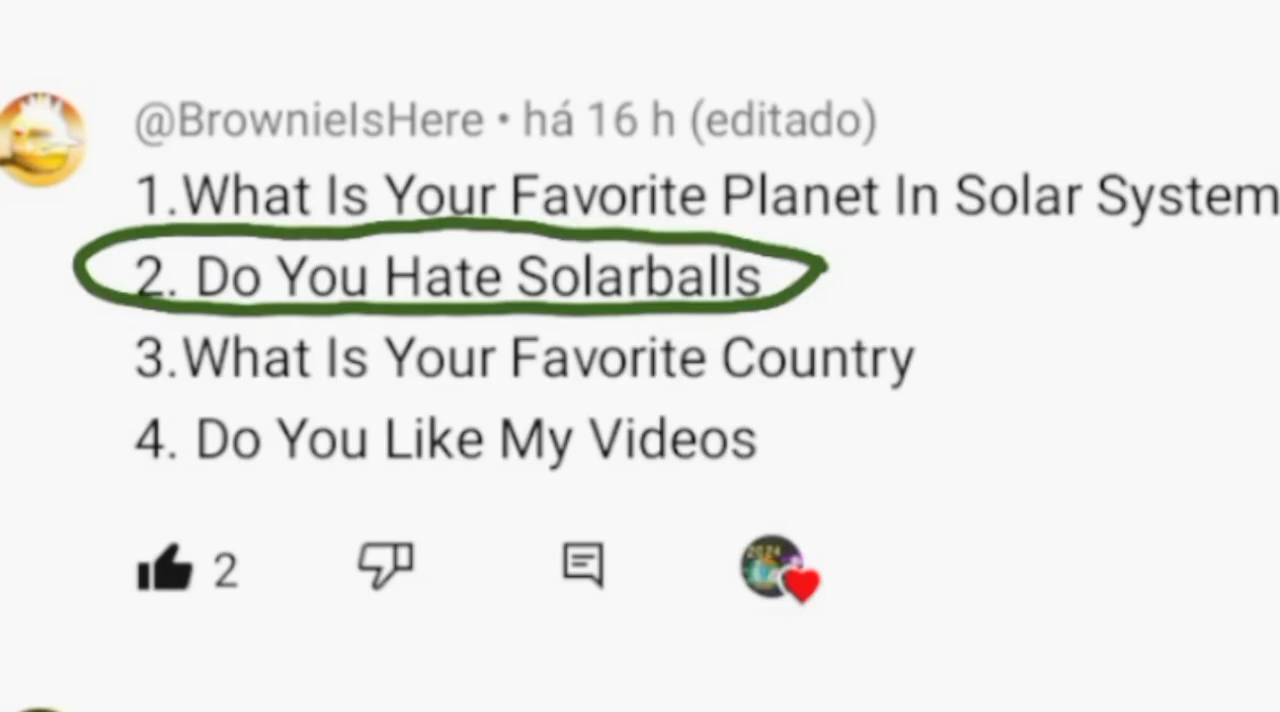 @BrownieIsHere • há 16 h (editado)
1.What Is Your Favorite Planet In Solar System
2. Do You Hate Solarballs
3.What Is Your Favorite Country
4. Do You Like My Videos
2
2024